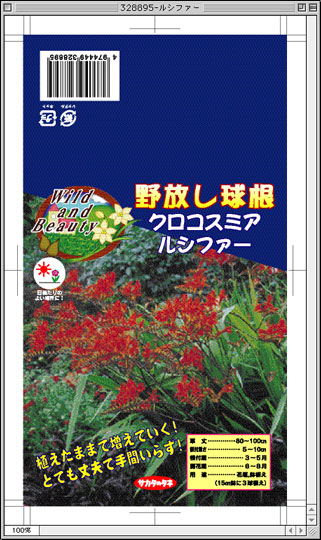 328895-ルシファー
4 974449 328895
プラ
野放し球根
クロコスミア
ルシファー
Wild
and
Beauty
日当たりの
よい場所に!
植えたままで増えていく!
とても丈夫で手間いらず!
サカタのタネ
草 丈…………80〜100cm
植付深さ…………5〜10cm
植付期…………3〜5月
開花期…………6〜8月
用 途…………花壇、鉢植え
(15cm鉢に3球植え)
100%